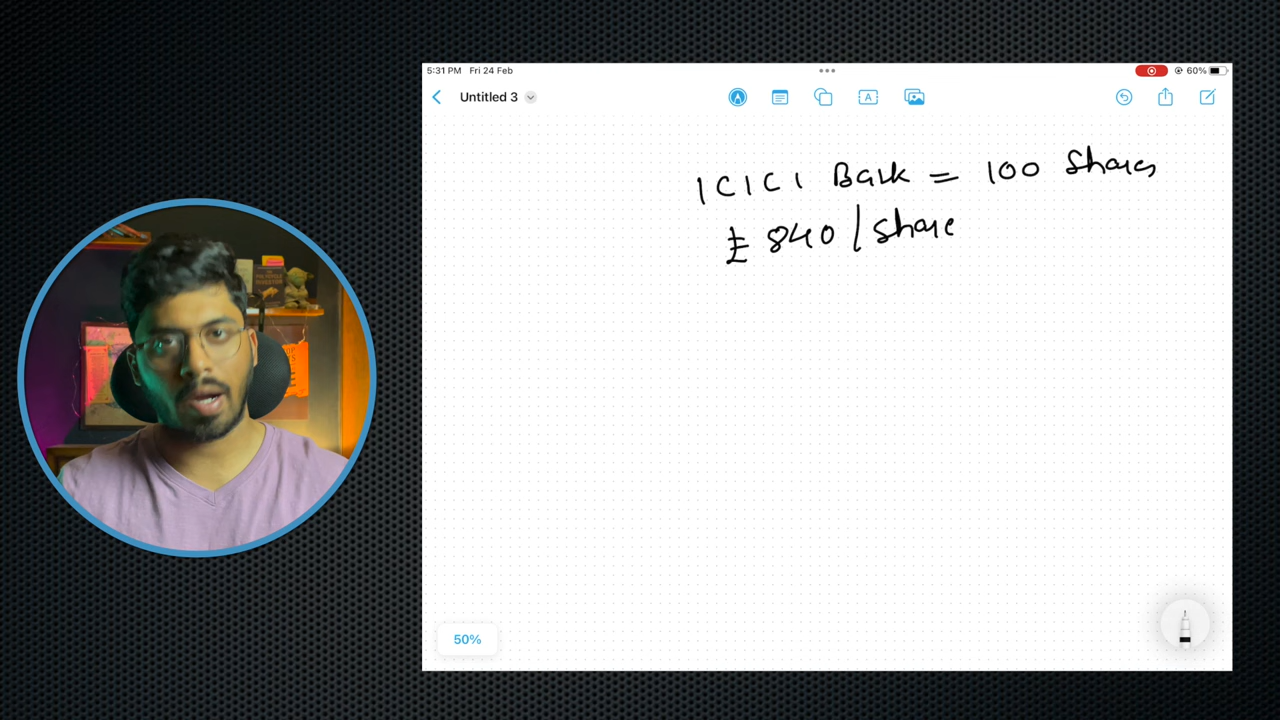 5:31 PM Fri 24 Feb
60%
Untitled 3
ICICI Bank = 100 Shares
₹ 840 / Share
50%